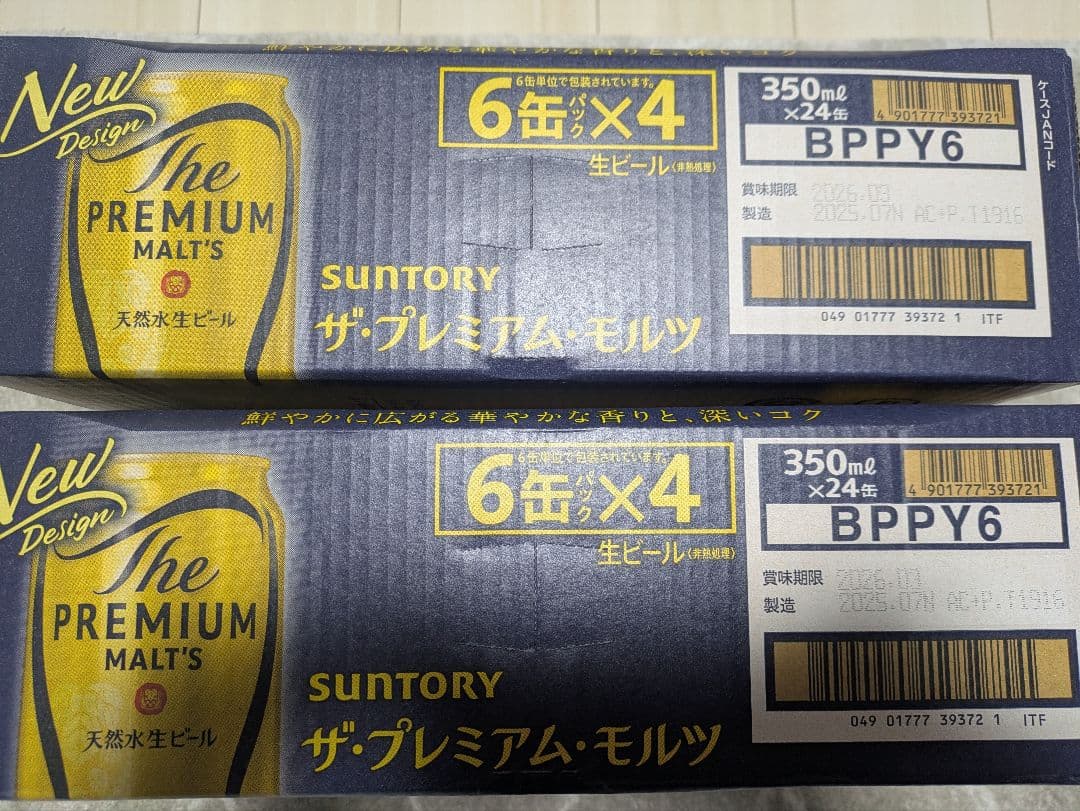 鮮やかに広がる華やかな香りと、深いコク
New
Design
The
PREMIUM
MALT'S
天然水生ビール
6缶単位で包装されています。
6缶パック×4
生ビール〈非熱処理〉
SUNTORY
ザ・プレミアム・モルツ
350mℓ
×24缶
4 901777 393721
BPPY6
賞味期限 2026.03
製造 2025.07N AC+P.T1916
049 01777 39372 1 ITF
ケースJANコード
鮮やかに広がる華やかな香りと、深いコク
New
Design
The
PREMIUM
MALT'S
天然水生ビール
6缶単位で包装されています。
6缶パック×4
生ビール〈非熱処理〉
SUNTORY
ザ・プレミアム・モルツ
350mℓ
×24缶
4 901777 393721
BPPY6
賞味期限 2026.03
製造 2025.07N AC+P.T1916
049 01777 39372 1 ITF